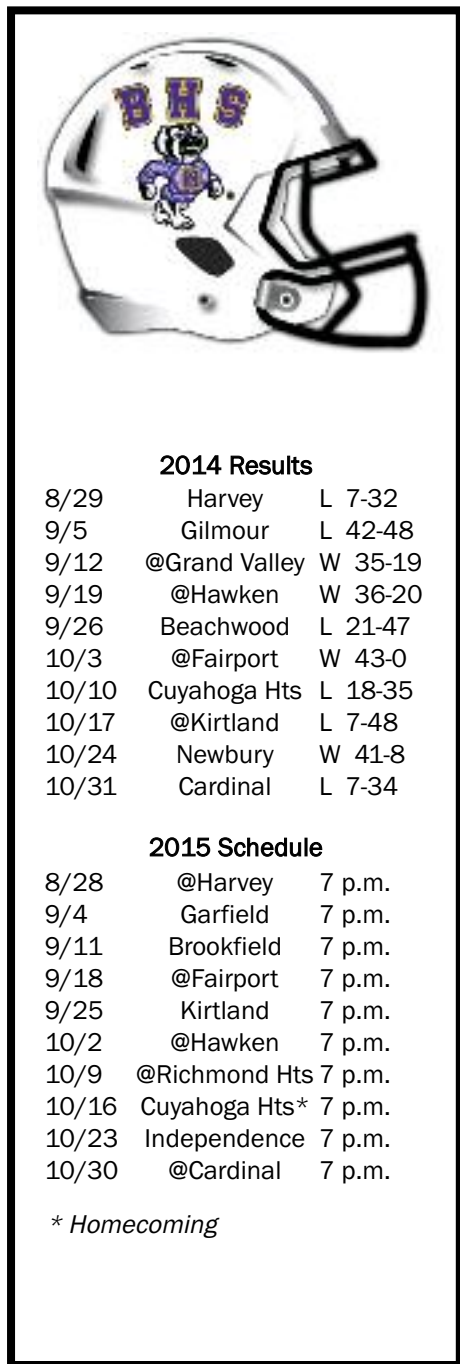 BHS
2014 Results
8/29 Harvey L 7-32
9/5 Gilmour L 42-48
9/12 @Grand Valley W 35-19
9/19 @Hawken W 36-20
9/26 Beachwood L 21-47
10/3 @Fairport W 43-0
10/10 Cuyahoga Hts L 18-35
10/17 @Kirtland L 7-48
10/24 Newbury W 41-8
10/31 Cardinal L 7-34
2015 Schedule
8/28 @Harvey 7 p.m.
9/4 Garfield 7 p.m.
9/11 Brookfield 7 p.m.
9/18 @Fairport 7 p.m.
9/25 Kirtland 7 p.m.
10/2 @Hawken 7 p.m.
10/9 @Richmond Hts 7 p.m.
10/16 Cuyahoga Hts* 7 p.m.
10/23 Independence 7 p.m.
10/30 @Cardinal 7 p.m.
* Homecoming